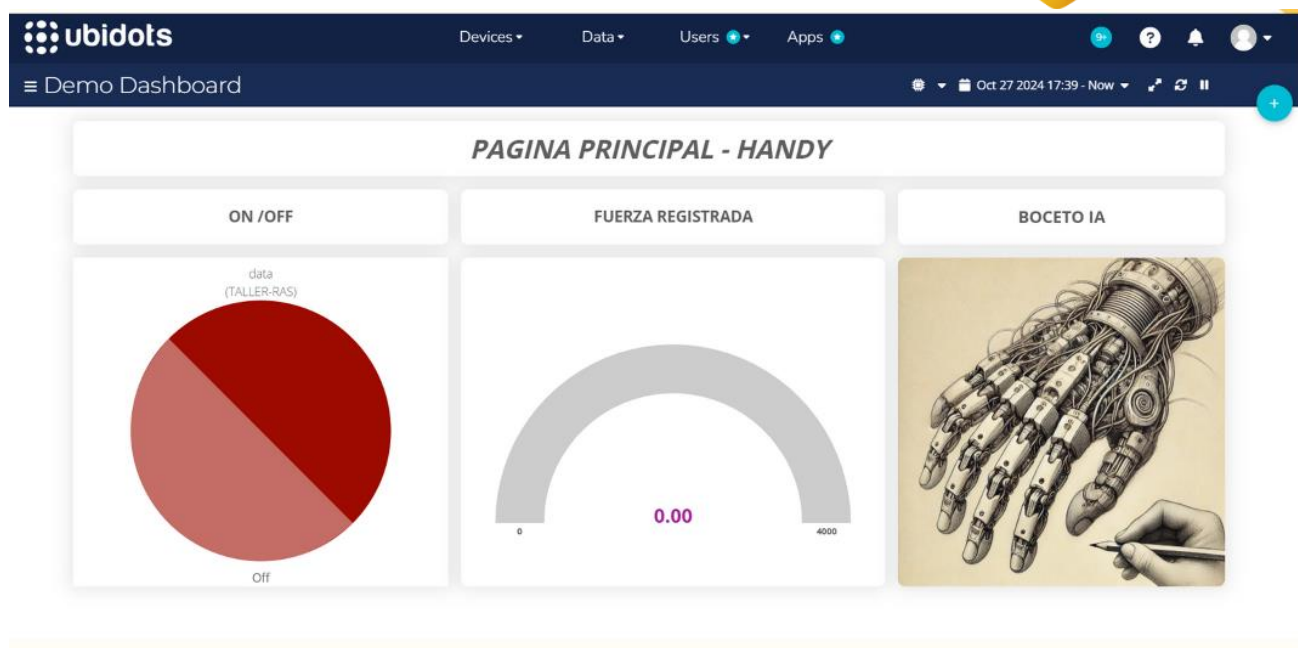 ubidots
Devices Data Users Apps 9+ ?
≡ Demo Dashboard Oct 27 2024 17:39 - Now
+
PAGINA PRINCIPAL - HANDY
ON /OFF FUERZA REGISTRADA BOCETO IA
data
(TALLER-RAS)
Off
0.00
0 4000